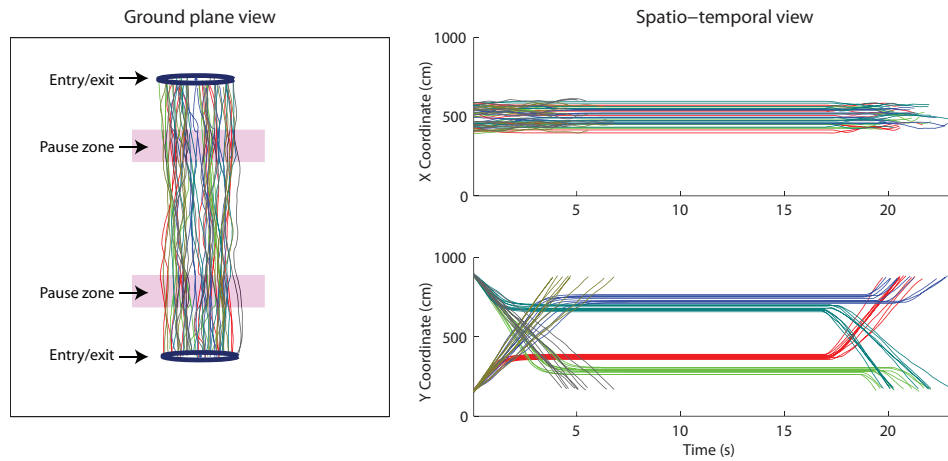 Ground plane view
Entry/exit
Pause zone
Pause zone
Entry/exit
Spatio−temporal view
X Coordinate (cm)
1000
500
0
5
10
15
20
Y Coordinate (cm)
1000
500
0
5
10
15
20
Time (s)